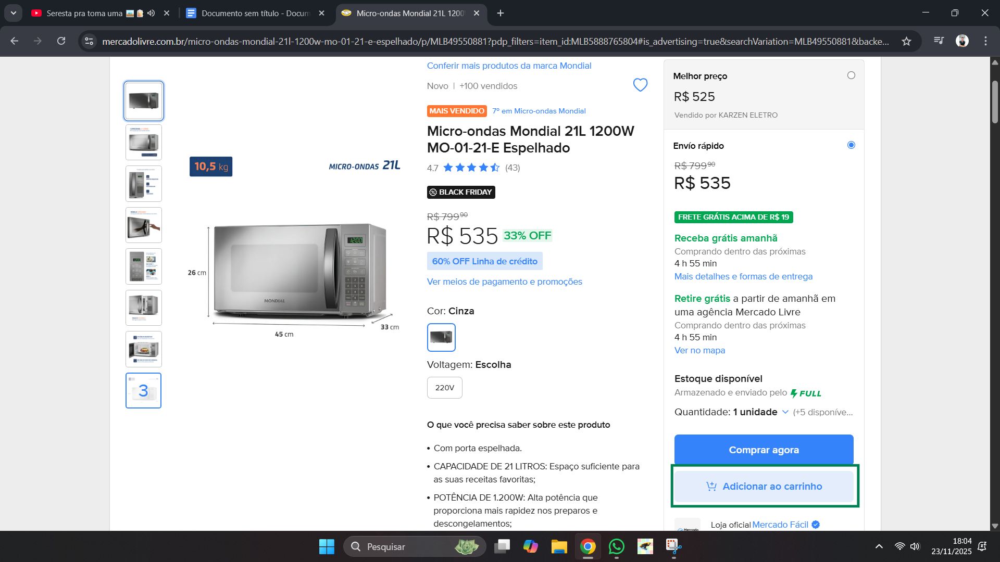 Seresta pra toma uma
Documento sem título - Docum
Micro-ondas Mondial 21L 1200
mercadolivre.com.br/micro-ondas-mondial-21l-1200w-mo-01-21-e-espelhado/p/MLB49550881?pdp_filters=item_id:MLB5888765804#is_advertising=true&searchVariation=MLB49550881&backe...
3
10,5 kg
MICRO-ONDAS 21L
1200
MONDIAL
26 cm
45 cm
33 cm
Conferir mais produtos da marca Mondial
Novo | +100 vendidos
MAIS VENDIDO 7º em Micro-ondas Mondial
Micro-ondas Mondial 21L 1200W
MO-01-21-E Espelhado
4.7 (43)
BLACK FRIDAY
R$ 799 90
R$ 535 33% OFF
60% OFF Linha de crédito
Ver meios de pagamento e promoções
Cor: Cinza
Voltagem: Escolha
220V
O que você precisa saber sobre este produto
• Com porta espelhada.
• CAPACIDADE DE 21 LITROS: Espaço suficiente para
as suas receitas favoritas;
• POTÊNCIA DE 1.200W: Alta potência que
proporciona mais rapidez nos preparos e
descongelamentos;
Melhor preço
R$ 525
Vendido por KARZEN ELETRO
Envío rápido
R$ 799 90
R$ 535
FRETE GRÁTIS ACIMA DE R$ 19
Receba grátis amanhã
Comprando dentro das próximas
4 h 55 min
Mais detalhes e formas de entrega
Retire grátis a partir de amanhã em
uma agência Mercado Livre
Comprando dentro das próximas
4 h 55 min
Ver no mapa
Estoque disponível
Armazenado e enviado pelo FULL
Quantidade: 1 unidade (+5 disponíve...
Comprar agora
Adicionar ao carrinho
Mercado
Loja oficial Mercado Fácil
Pesquisar
18:04
23/11/2025